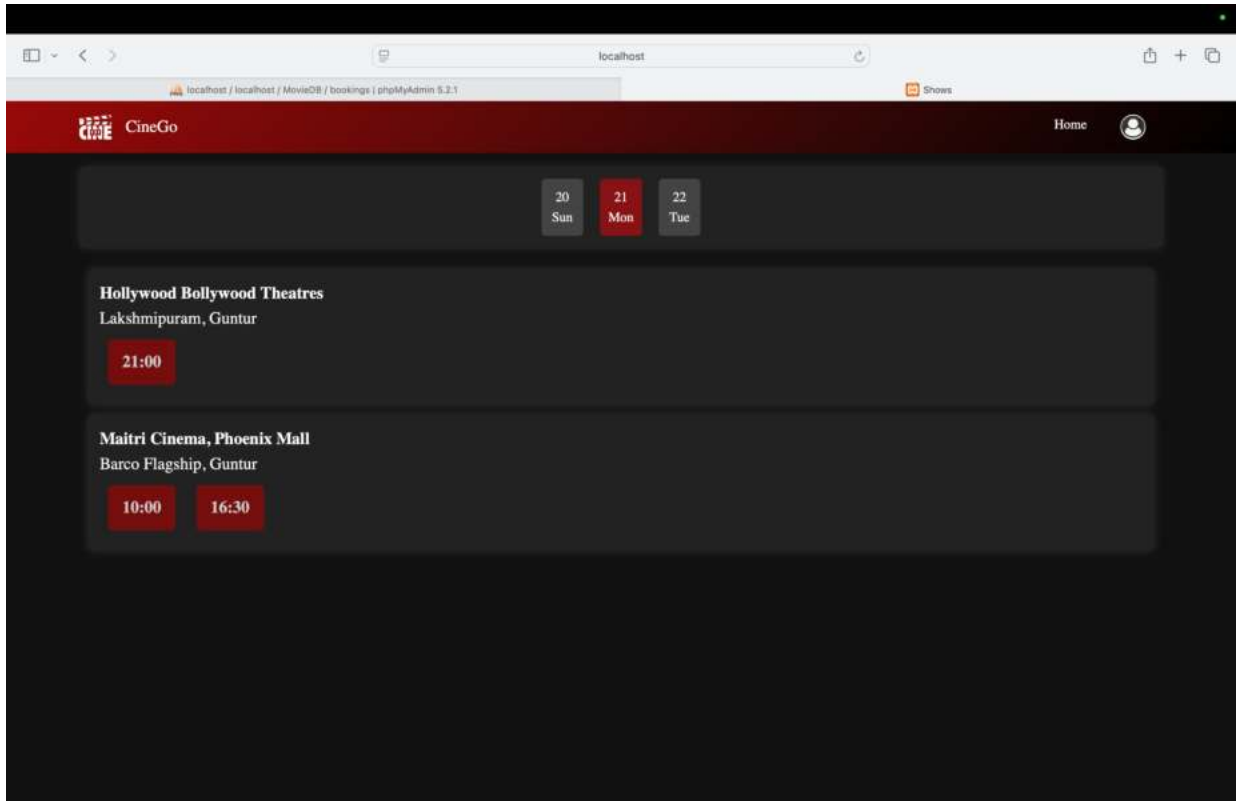 localhost
localhost / localhost / MovieDB / bookings | phpMyAdmin 5.2.1
Shows
CineGo
Home
20
Sun
21
Mon
22
Tue
Hollywood Bollywood Theatres
Lakshmipuram, Guntur
21:00
Maitri Cinema, Phoenix Mall
Barco Flagship, Guntur
10:00 16:30